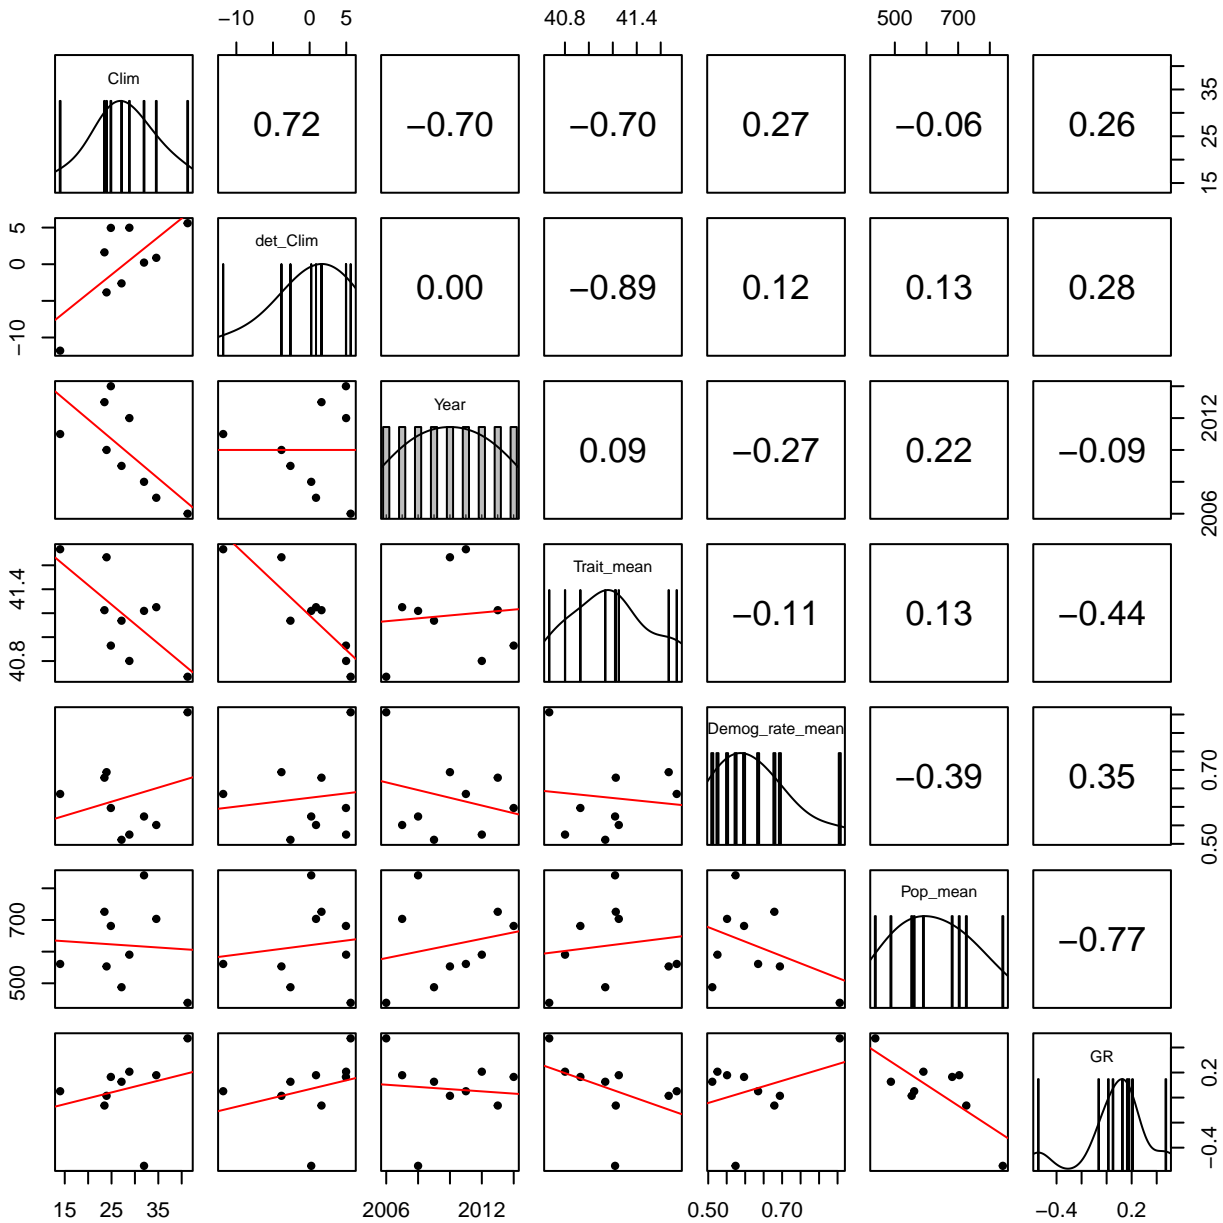 −10 0 5 40.8 41.4 500 700
Clim 0.72 −0.70 −0.70 0.27 −0.06 0.26 15 25 35
−10 0 5 det_Clim 0.00 −0.89 0.12 0.13 0.28
Year 0.09 −0.27 0.22 −0.09 2006 2012
40.8 41.4 Trait_mean −0.11 0.13 −0.44
Demog_rate_mean −0.39 0.35 0.50 0.70
500 700 Pop_mean −0.77
GR −0.4 0.2
15 25 35 2006 2012 0.50 0.70 −0.4 0.2